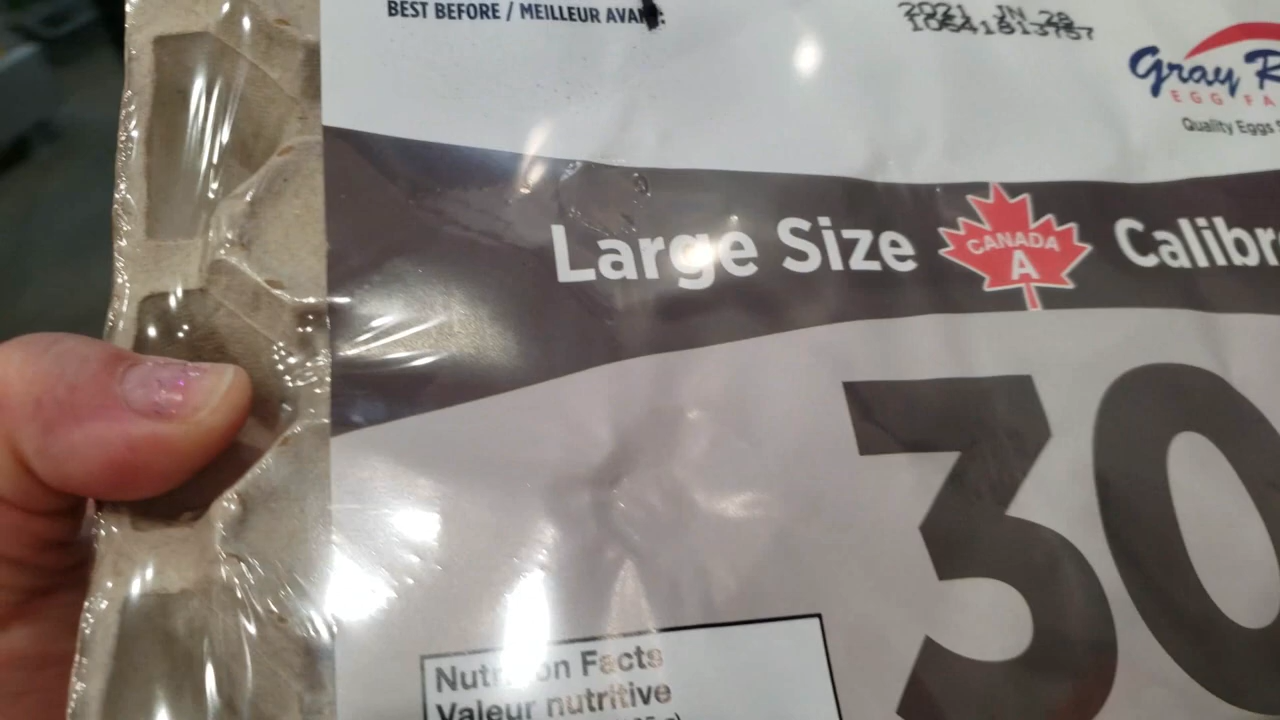 BEST BEFORE / MEILLEUR AVANT:
2021 JN 28
Gray R
EGG FA
Quality Eggs
Large Size CANADA A Calibr
30
Nutrition Facts
Valeur nutritive